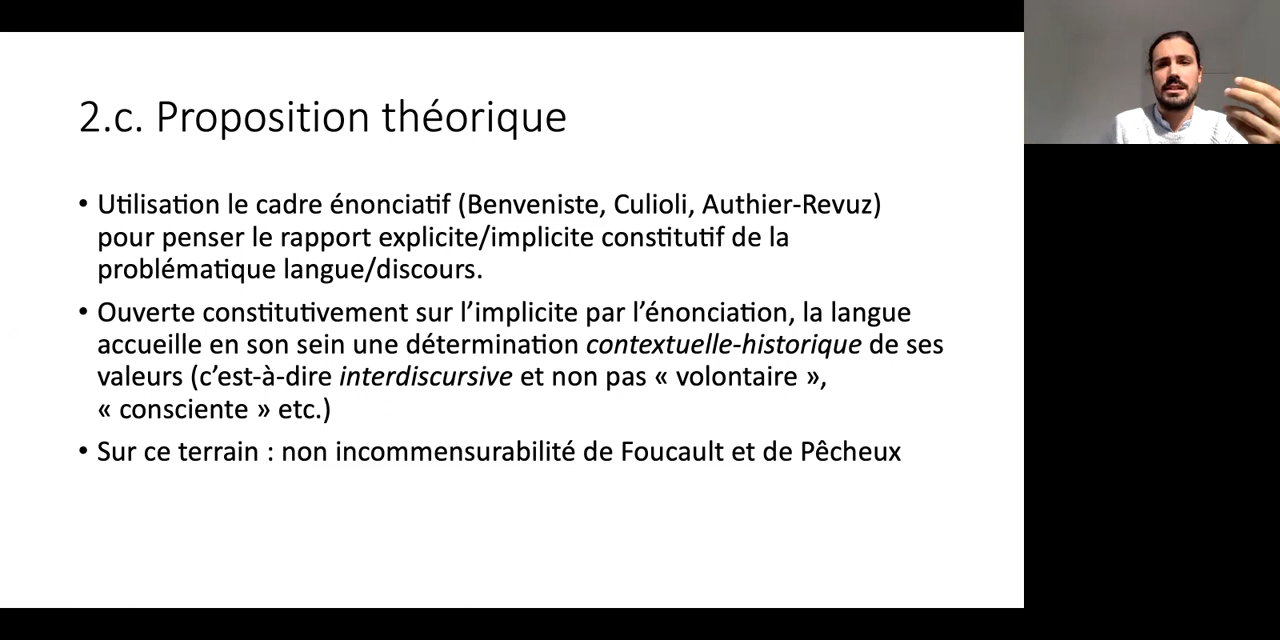 2.c. Proposition théorique
• Utilisation le cadre énonciatif (Benveniste, Culioli, Authier-Revuz)
pour penser le rapport explicite/implicite constitutif de la
problématique langue/discours.
• Ouverte constitutivement sur l’implicite par l’énonciation, la langue
accueille en son sein une détermination contextuelle-historique de ses
valeurs (c’est-à-dire interdiscursive et non pas « volontaire »,
« consciente » etc.)
• Sur ce terrain : non incommensurabilité de Foucault et de Pêcheux